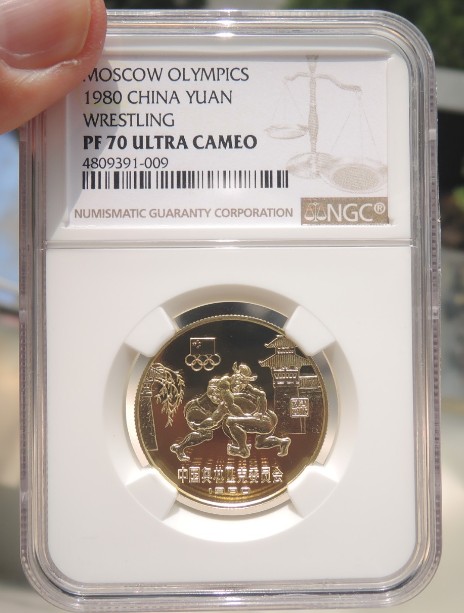 MOSCOW OLYMPICS
1980 CHINA YUAN
WRESTLING
PF 70 ULTRA CAMEO
4809391-009
NUMISMATIC GUARANTY CORPORATION
NGC®
中国奥林匹克委员会
1980